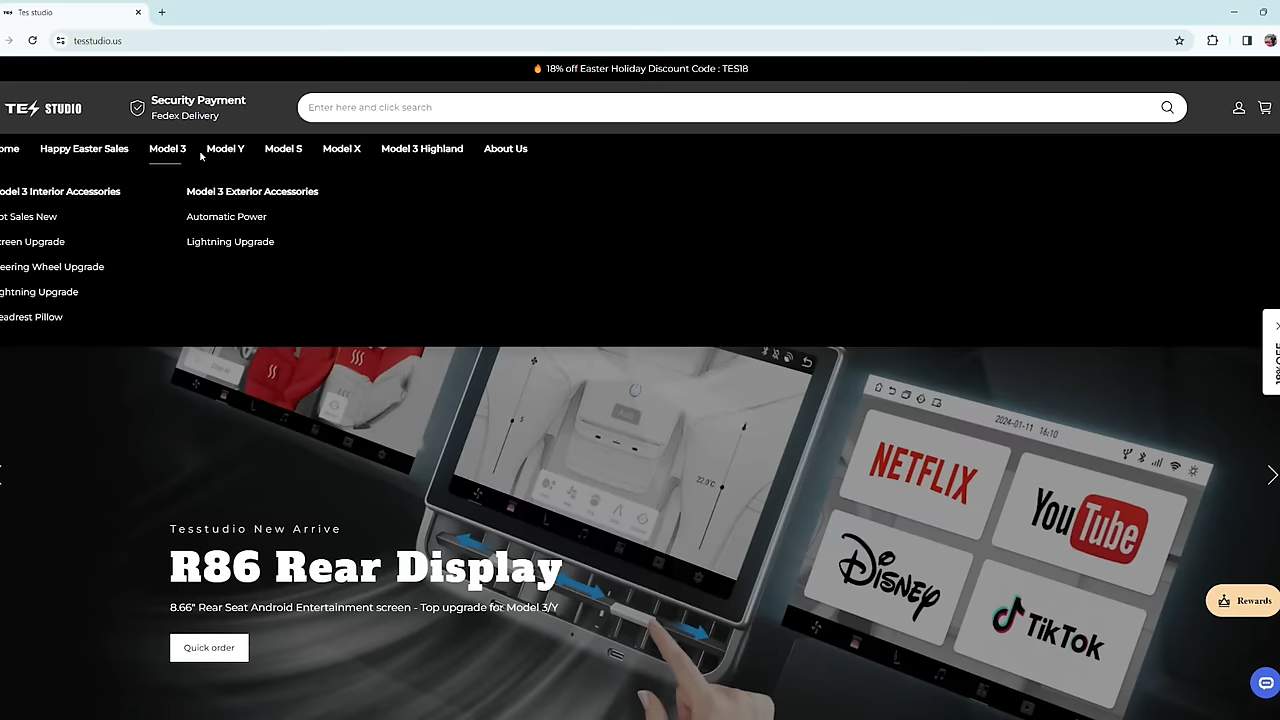 Tes studio
tesstudio.us
18% off Easter Holiday Discount Code : TES18
TES STUDIO
Security Payment
Fedex Delivery
Enter here and click search
ome
Happy Easter Sales
Model 3
Model Y
Model S
Model X
Model 3 Highland
About Us
odel 3 Interior Accessories
Model 3 Exterior Accessories
ot Sales New
Automatic Power
creen Upgrade
Lightning Upgrade
eering Wheel Upgrade
ghtning Upgrade
eadrest Pillow
2024-01-11 16:10
NETFLIX
YouTube
Disney
TikTok
22.0°C
Tesstudio New Arrive
R86 Rear Display
8.66" Rear Seat Android Entertainment screen - Top upgrade for Model 3/Y
Quick order
Rewards